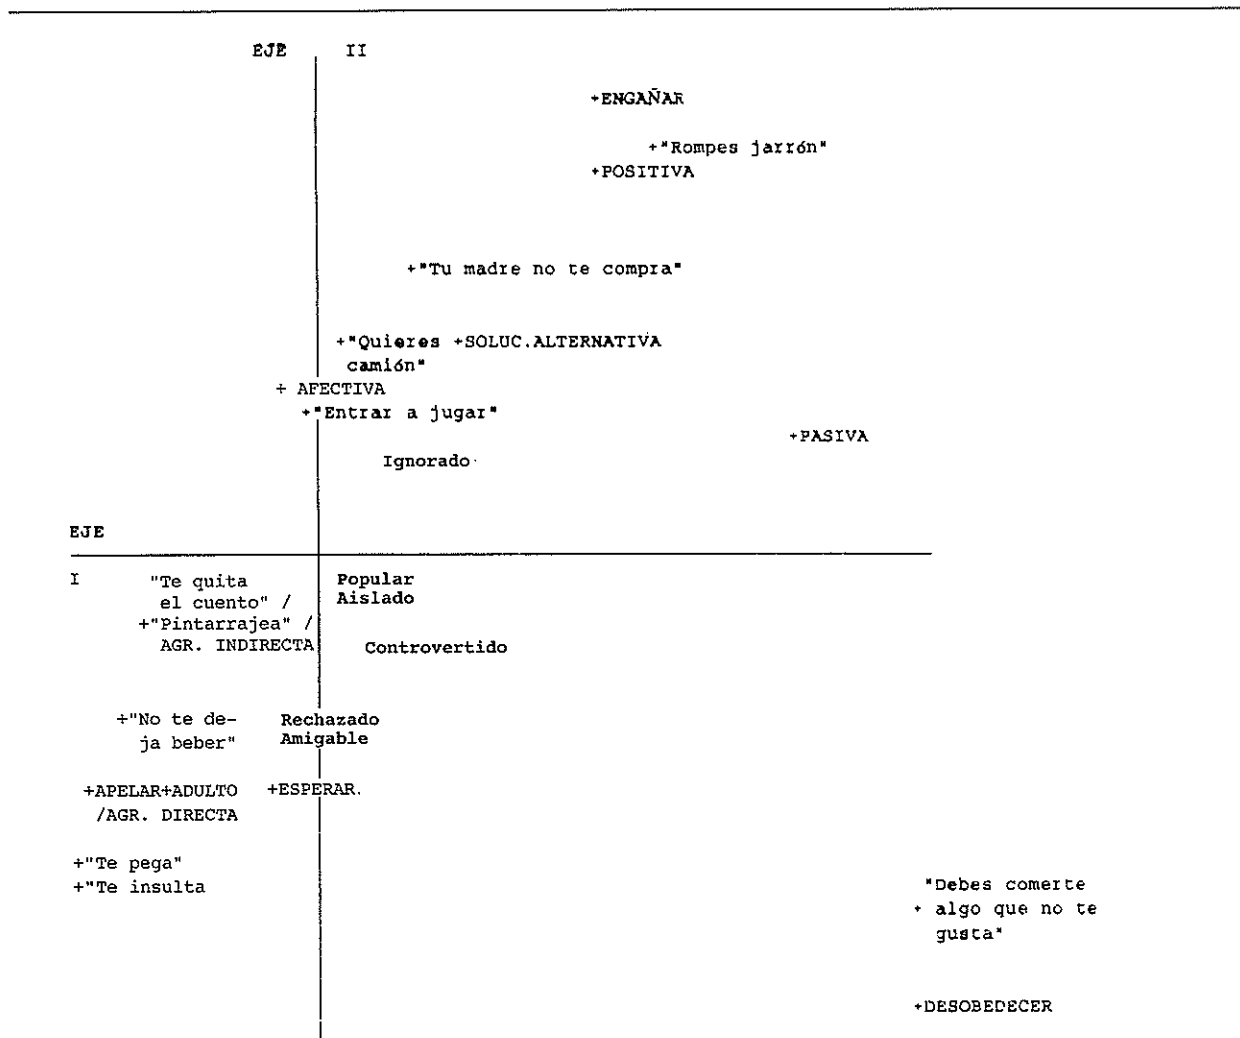 EJE II
+ENGAÑAR
+"Rompes jarrón"
+POSITIVA
+"Tu madre no te compra"
+"Quieres +SOLUC.ALTERNATIVA
camión"
+ AFECTIVA
+"Entrar a jugar"
+PASIVA
Ignorado
EJE
I "Te quita Popular
el cuento" / Aislado
+"Pintarrajea" /
AGR. INDIRECTA Controvertido
+"No te de- Rechazado
ja beber" Amigable
+APELAR+ADULTO +ESPERAR.
/AGR. DIRECTA
+"Te pega"
+"Te insulta
"Debes comerte
+ algo que no te
gusta"
+DESOBEDECER